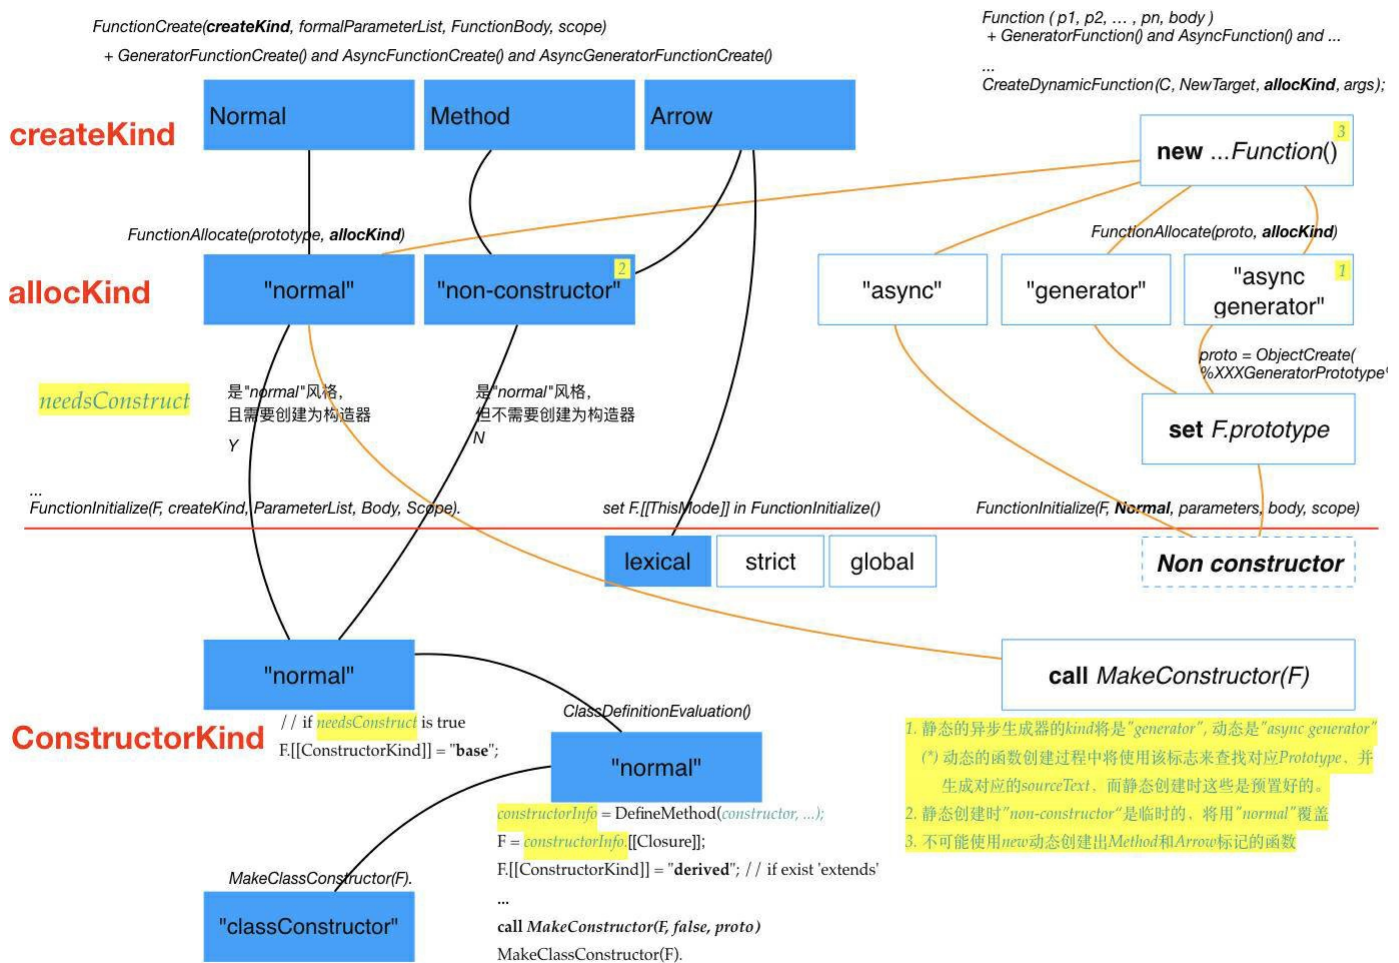 FunctionCreate(createKind, formalParameterList, FunctionBody, scope)
+ GeneratorFunctionCreate() and AsyncFunctionCreate() and AsyncGeneratorFunctionCreate()
Function ( p1, p2, … , pn, body )
+ GeneratorFunction() and AsyncFunction() and ...
...
CreateDynamicFunction(C, NewTarget, allocKind, args);
createKind
Normal
Method
Arrow
new ...Function()
3
FunctionAllocate(prototype, allocKind)
FunctionAllocate(proto, allocKind)
allocKind
"normal"
"non-constructor"
2
"async"
"generator"
"async
generator"
1
proto = ObjectCreate(
%XXXGeneratorPrototype%
needsConstruct
是"normal"风格，
且需要创建为构造器
Y
是"normal"风格，
但不需要创建为构造器
N
set F.prototype
...
FunctionInitialize(F, createKind, ParameterList, Body, Scope).
set F.[[ThisMode]] in FunctionInitialize()
FunctionInitialize(F, Normal, parameters, body, scope)
lexical
strict
global
Non constructor
"normal"
call MakeConstructor(F)
ConstructorKind
// if needsConstruct is true
F.[[ConstructorKind]] = "base";
ClassDefinitionEvaluation()
"normal"
constructorInfo = DefineMethod(constructor, ...);
F = constructorInfo.[[Closure]];
F.[[ConstructorKind]] = "derived"; // if exist 'extends'
...
call MakeConstructor(F, false, proto)
MakeClassConstructor(F).
MakeClassConstructor(F).
"classConstructor"
1. 静态的异步生成器的kind将是"generator", 动态是"async generator"
(*) 动态的函数创建过程中将使用该标志来查找对应Prototype，并
生成对应的sourceText，而静态创建时这些是预置好的。
2. 静态创建时"non-constructor"是临时的，将用"normal"覆盖
3. 不可能使用new动态创建出Method和Arrow标记的函数